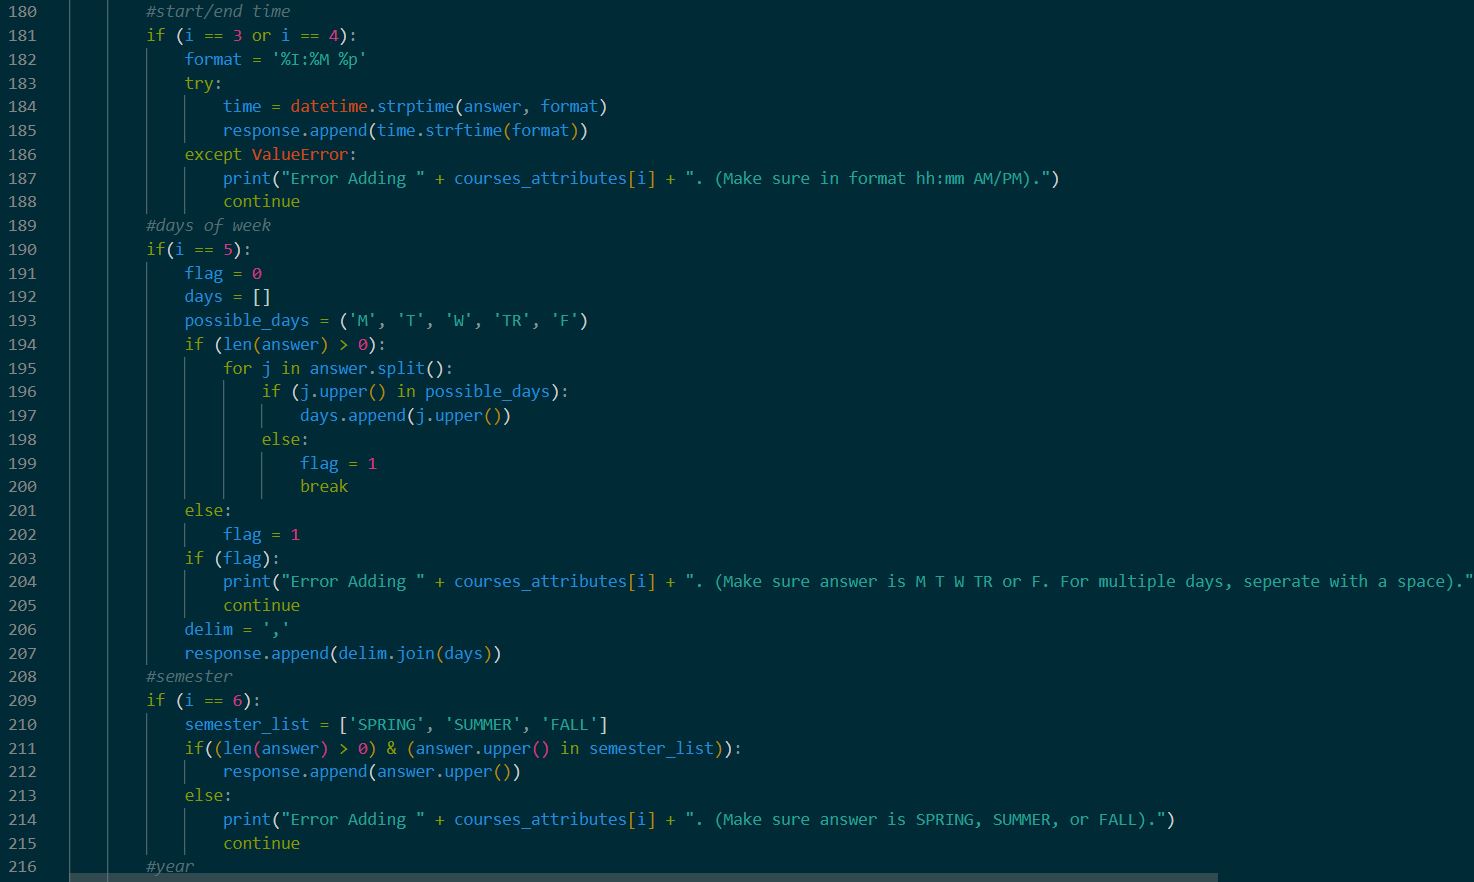 180 #start/end time
181 if (i == 3 or i == 4):
182 format = '%I:%M %p'
183 try:
184 time = datetime.strptime(answer, format)
185 response.append(time.strftime(format))
186 except ValueError:
187 print("Error Adding " + courses_attributes[i] + ". (Make sure in format hh:mm AM/PM).")
188 continue
189 #days of week
190 if(i == 5):
191 flag = 0
192 days = []
193 possible_days = ('M', 'T', 'W', 'TR', 'F')
194 if (len(answer) > 0):
195 for j in answer.split():
196 if (j.upper() in possible_days):
197 days.append(j.upper())
198 else:
199 flag = 1
200 break
201 else:
202 flag = 1
203 if (flag):
204 print("Error Adding " + courses_attributes[i] + ". (Make sure answer is M T W TR or F. For multiple days, seperate with a space)."
205 continue
206 delim = ','
207 response.append(delim.join(days))
208 #semester
209 if (i == 6):
210 semester_list = ['SPRING', 'SUMMER', 'FALL']
211 if((len(answer) > 0) & (answer.upper() in semester_list)):
212 response.append(answer.upper())
213 else:
214 print("Error Adding " + courses_attributes[i] + ". (Make sure answer is SPRING, SUMMER, or FALL).")
215 continue
216 #year